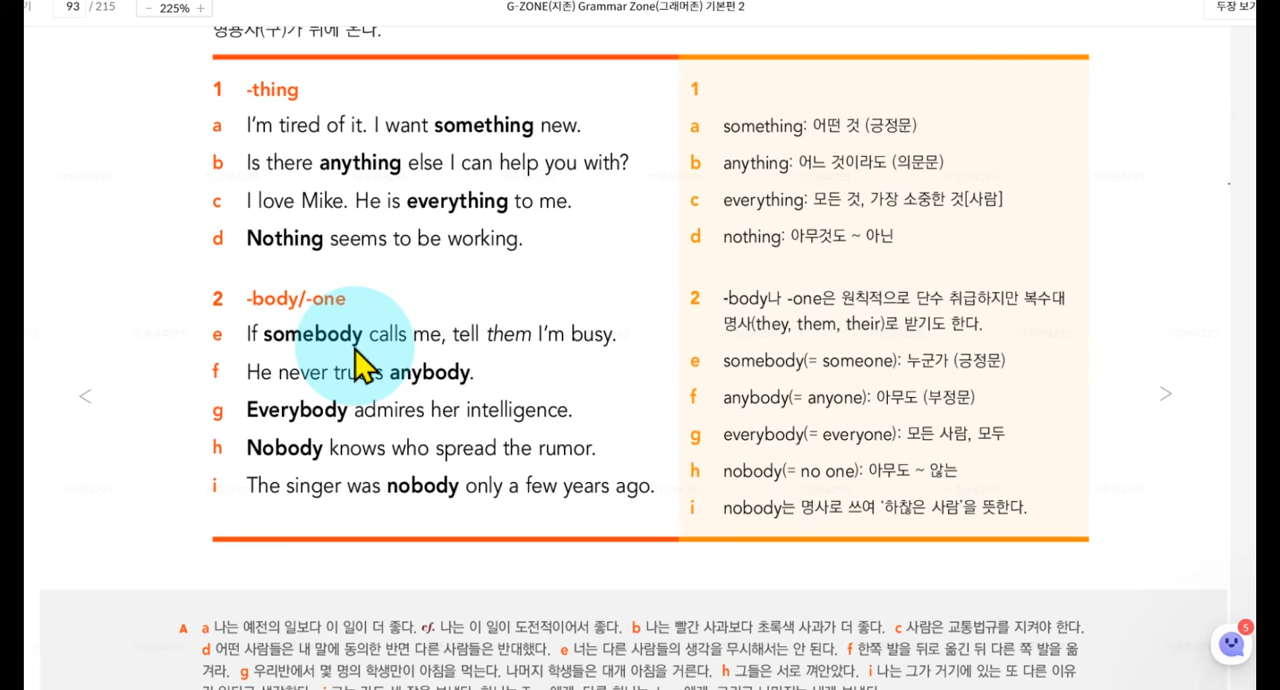 93 / 215
− 225% +
G-ZONE(지존) Grammar Zone(그래머존) 기본편 2
두장 보기
형용사(구)가 뒤에 온다.
1 -thing
a I'm tired of it. I want something new.
b Is there anything else I can help you with?
c I love Mike. He is everything to me.
d Nothing seems to be working.
1
a something: 어떤 것 (긍정문)
b anything: 어느 것이라도 (의문문)
c everything: 모든 것, 가장 소중한 것[사람]
d nothing: 아무것도 ~ 아닌
2 -body/-one
e If somebody calls me, tell them I'm busy.
f He never tru s anybody.
g Everybody admires her intelligence.
h Nobody knows who spread the rumor.
i The singer was nobody only a few years ago.
2 -body나 -one은 원칙적으로 단수 취급하지만 복수대
명사(they, them, their)로 받기도 한다.
e somebody(= someone): 누군가 (긍정문)
f anybody(= anyone): 아무도 (부정문)
g everybody(= everyone): 모든 사람, 모두
h nobody(= no one): 아무도 ~ 않는
i nobody는 명사로 쓰여 '하찮은 사람'을 뜻한다.
A a 나는 예전의 일보다 이 일이 더 좋다. cf. 나는 이 일이 도전적이어서 좋다. b 나는 빨간 사과보다 초록색 사과가 더 좋다. c 사람은 교통법규를 지켜야 한다.
d 어떤 사람들은 내 말에 동의한 반면 다른 사람들은 반대했다. e 너는 다른 사람들의 생각을 무시해서는 안 된다. f 한쪽 발을 뒤로 옮긴 뒤 다른 쪽 발을 옮
겨라. g 우리반에서 몇 명의 학생만이 아침을 먹는다. 나머지 학생들은 대개 아침을 거른다. h 그들은 서로 껴안았다. i 나는 그가 거기에 있는 또 다른 이유
5